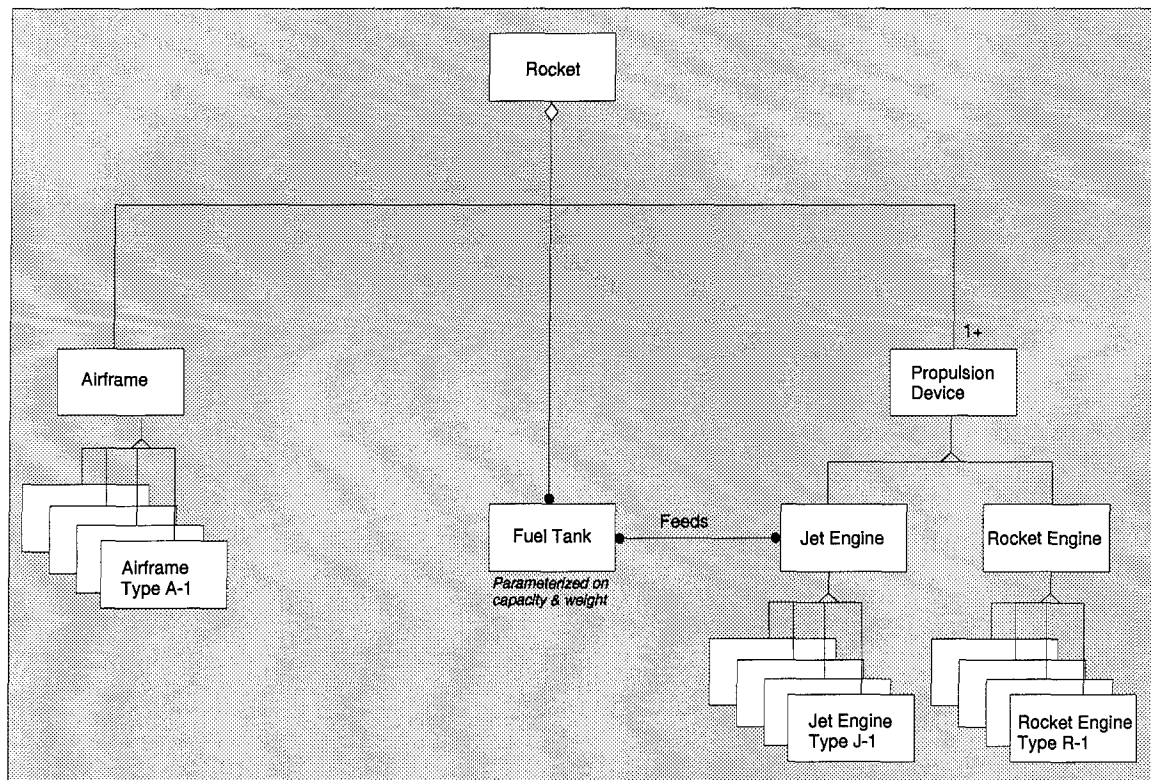 Rocket
1+
Airframe
Propulsion
Device
Feeds
Fuel Tank
Jet Engine
Rocket Engine
Airframe
Type A-1
Parameterized on
capacity & weight
Jet Engine
Type J-1
Rocket Engine
Type R-1